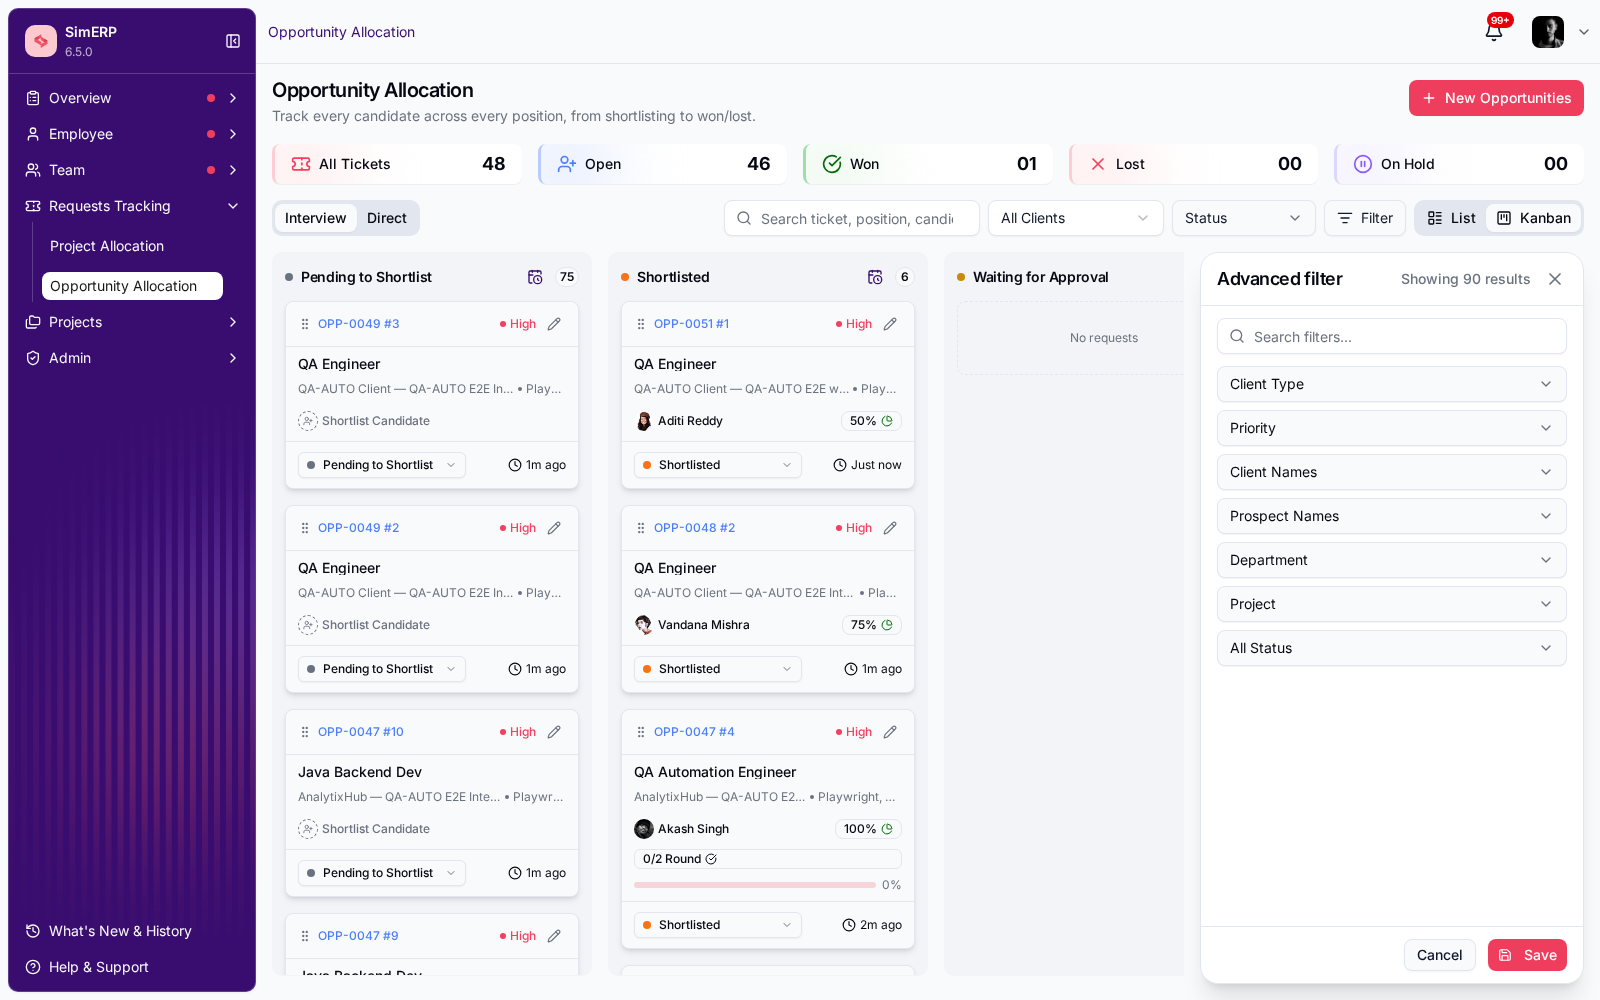 SimERP
6.5.0
Overview
Employee
Team
Requests Tracking
Project Allocation
Opportunity Allocation
Projects
Admin
What's New & History
Help & Support
Opportunity Allocation
99+
Opportunity Allocation
Track every candidate across every position, from shortlisting to won/lost.
New Opportunities
All Tickets 48
Open 46
Won 01
Lost 00
On Hold 00
Interview Direct
Search ticket, position, candid
All Clients
Status
Filter
List Kanban
Pending to Shortlist 75
OPP-0049 #3 High
QA Engineer
QA-AUTO Client — QA-AUTO E2E In... • Play...
Shortlist Candidate
Pending to Shortlist 1m ago
OPP-0049 #2 High
QA Engineer
QA-AUTO Client — QA-AUTO E2E In... • Play...
Shortlist Candidate
Pending to Shortlist 1m ago
OPP-0047 #10 High
Java Backend Dev
AnalytixHub — QA-AUTO E2E Inte... • Playwr...
Shortlist Candidate
Pending to Shortlist 1m ago
OPP-0047 #9 High
Java Backend Dev
Shortlisted 6
OPP-0051 #1 High
QA Engineer
QA-AUTO Client — QA-AUTO E2E w... • Play...
Aditi Reddy 50%
Shortlisted Just now
OPP-0048 #2 High
QA Engineer
QA-AUTO Client — QA-AUTO E2E Int... • Pla...
Vandana Mishra 75%
Shortlisted 1m ago
OPP-0047 #4 High
QA Automation Engineer
AnalytixHub — QA-AUTO E2... • Playwright, ...
Akash Singh 100%
0/2 Round
0%
Shortlisted 2m ago
Waiting for Approval
No requests
Advanced filter Showing 90 results
Search filters...
Client Type
Priority
Client Names
Prospect Names
Department
Project
All Status
Cancel Save